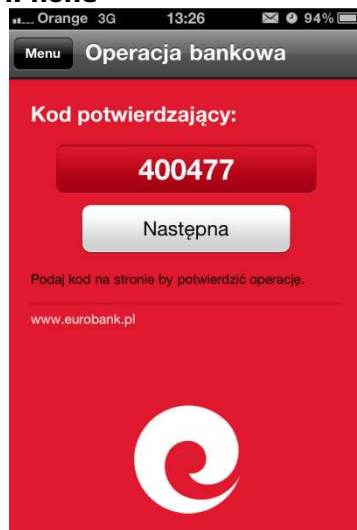 Orange 3G 13:26 94%
Menu Operacja bankowa
Kod potwierdzający:
400477
Następna
Podaj kod na stronie by potwierdzić operację.
www.eurobank.pl